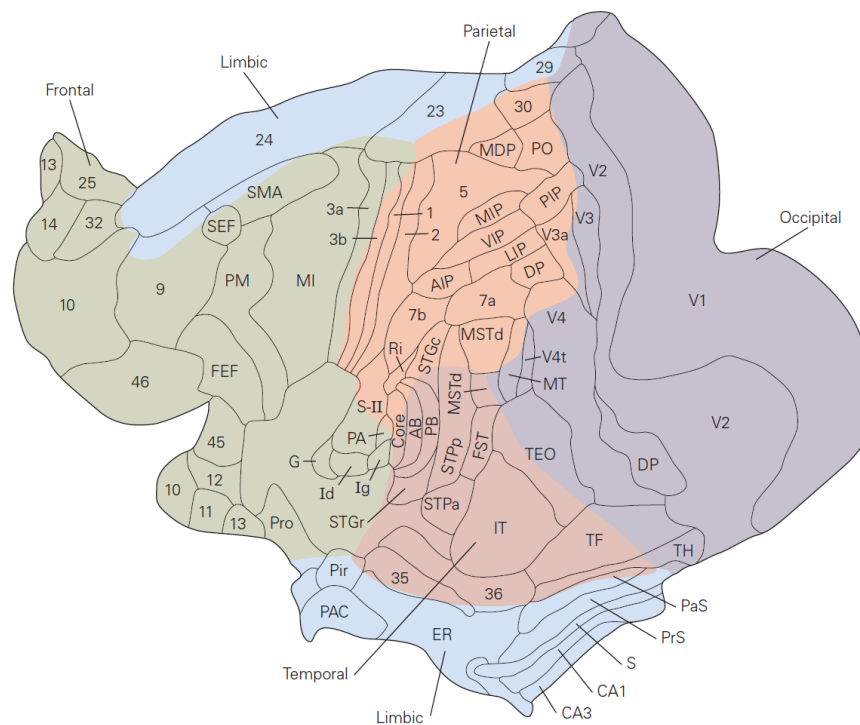 Parietal
Limbic
Frontal
29
23
30
24
MDP
PO
13
25
V2
SMA
5
3a
1
PIP
14
32
SEF
MIP
V3
Occipital
3b
2
VIP
V3a
LIP
DP
9
PM
MI
AIP
V1
10
7b
7a
V4
STGc
MSTd
Ri
V4t
46
FEF
MSTd
MT
S-II
Core
AB
PB
V2
45
PA
STPp
FST
G
TEO
DP
10
12
Id
Ig
11
13
Pro
STGr
STPa
IT
TF
TH
Pir
35
36
PAC
PaS
ER
PrS
S
Temporal
CA1
Limbic
CA3